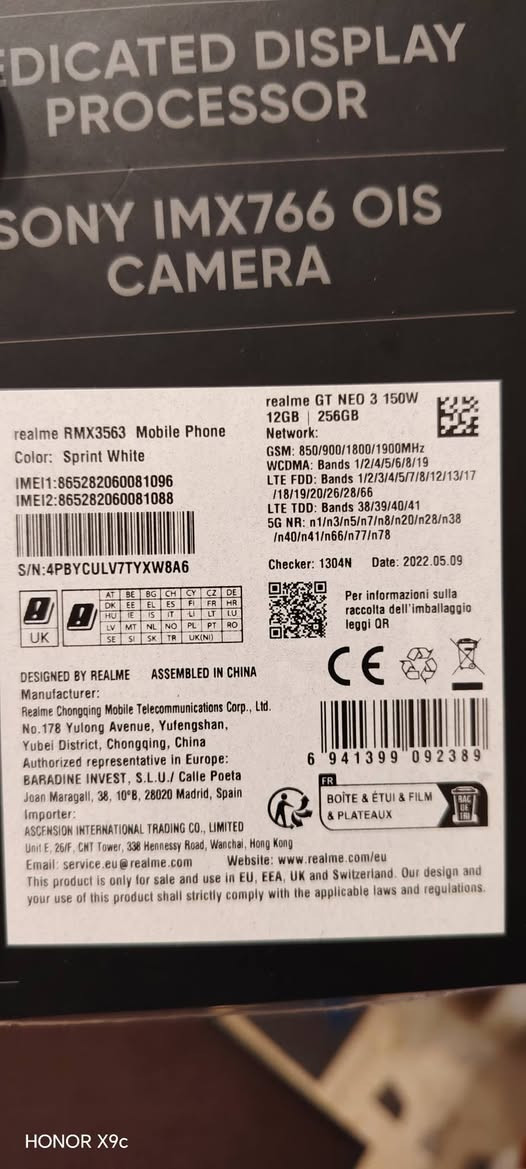 EDICATED DISPLAY
PROCESSOR
SONY IMX766 OIS
CAMERA
realme RMX3563 Mobile Phone
Color: Sprint White
IMEI1:865282060081096
IMEI2:865282060081088
S/N:4PBYCULV7TYXW8A6
realme GT NEO 3 150W
12GB | 256GB
Network:
GSM: 850/900/1800/1900MHz
WCDMA: Bands 1/2/4/5/6/8/19
LTE FDD: Bands 1/2/3/4/5/7/8/12/13/17
/18/19/20/26/28/66
LTE TDD: Bands 38/39/40/41
5G NR: n1/n3/n5/n7/n8/n20/n28/n38
/n40/n41/n66/n77/n78
Checker: 1304N Date: 2022.05.09
UK
AT BE BG CH CY CZ DE
DK EE EL ES FI FR HR
HU IE IS IT LI LT LU
LV MT NL NO PL PT RO
SE SI SK TR UK(NI)
Per informazioni sulla
raccolta dell'imballaggio
leggi QR
CE
DESIGNED BY REALME ASSEMBLED IN CHINA
Manufacturer:
Realme Chongqing Mobile Telecommunications Corp., Ltd.
No.178 Yulong Avenue, Yufengshan,
Yubei District, Chongqing, China
Authorized representative in Europe:
BARADINE INVEST, S.L.U./ Calle Poeta
Joan Maragall, 38, 10ºB, 28020 Madrid, Spain
Importer:
ASCENSION INTERNATIONAL TRADING CO., LIMITED
Unit E, 26/F, CNT Tower, 338 Hennessy Road, Wanchai, Hong Kong
6 941399 092389
FR
BOÎTE & ÉTUI & FILM
& PLATEAUX
BAC
DE
TRI
Email: service.eu@realme.com Website: www.realme.com/eu
This product is only for sale and use in EU, EEA, UK and Switzerland. Our design and
your use of this product shall strictly comply with the applicable laws and regulations.
HONOR X9c